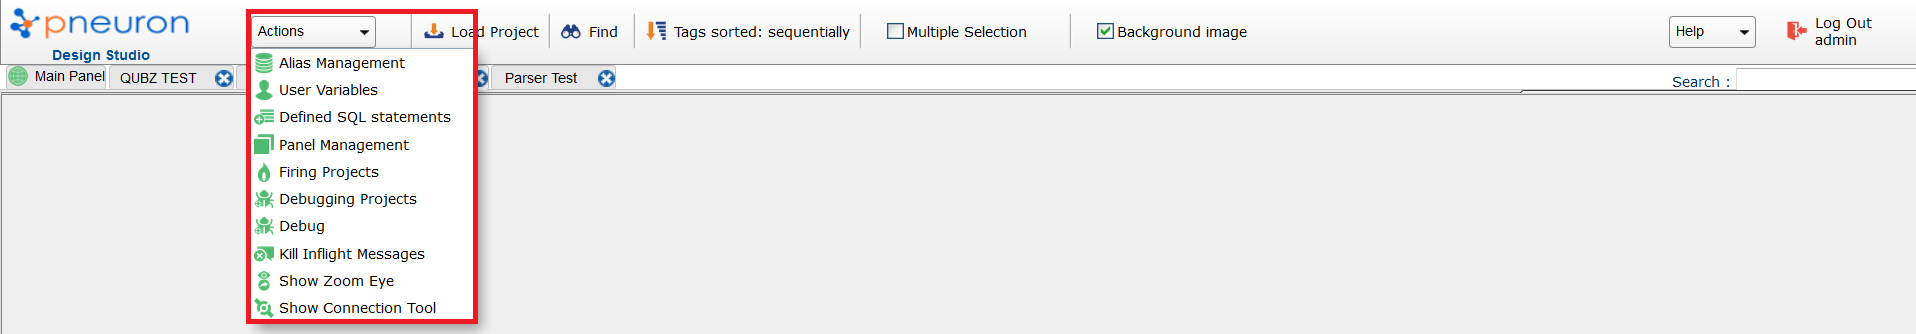 pneuron
Design Studio
Actions
Load Project
Find
Tags sorted: sequentially
Multiple Selection
Background image
Help
Log Out
admin
Main Panel
QUBZ TEST
Parser Test
Search :
Alias Management
User Variables
Defined SQL statements
Panel Management
Firing Projects
Debugging Projects
Debug
Kill Inflight Messages
Show Zoom Eye
Show Connection Tool